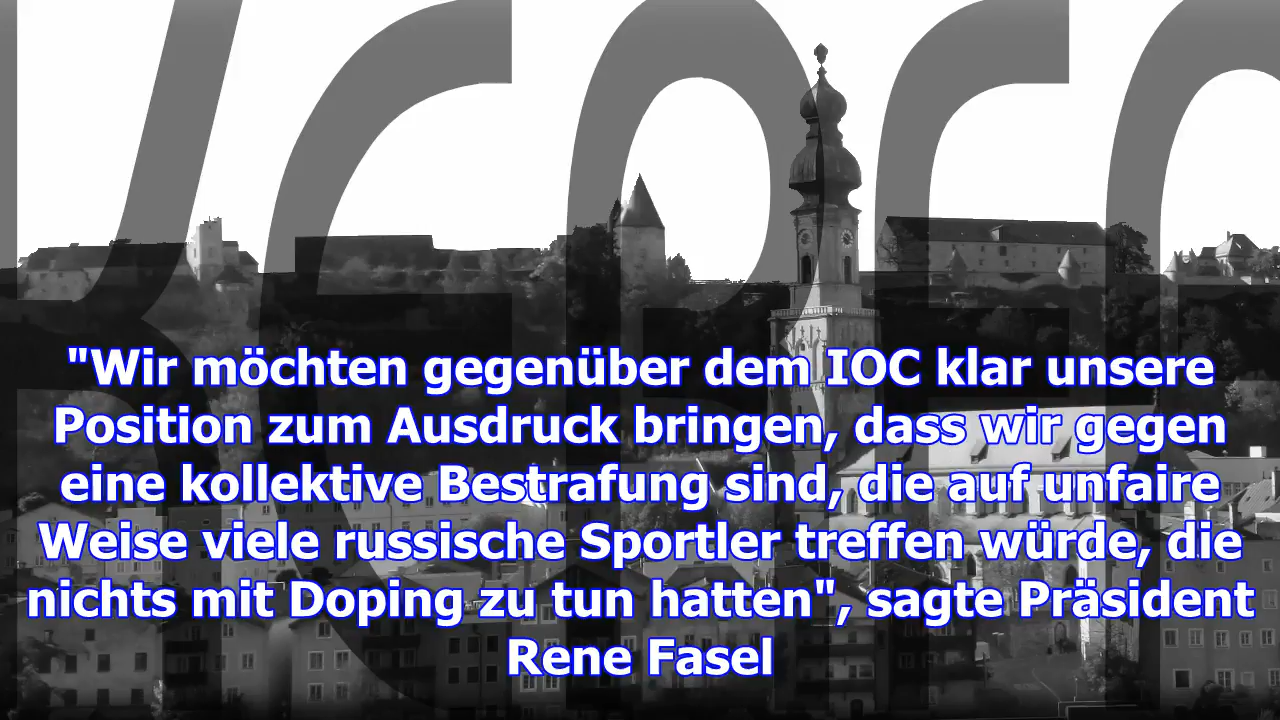 "Wir möchten gegenüber dem IOC klar unsere
Position zum Ausdruck bringen, dass wir gegen
eine kollektive Bestrafung sind, die auf unfaire
Weise viele russische Sportler treffen würde, die
nichts mit Doping zu tun hatten", sagte Präsident
Rene Fasel